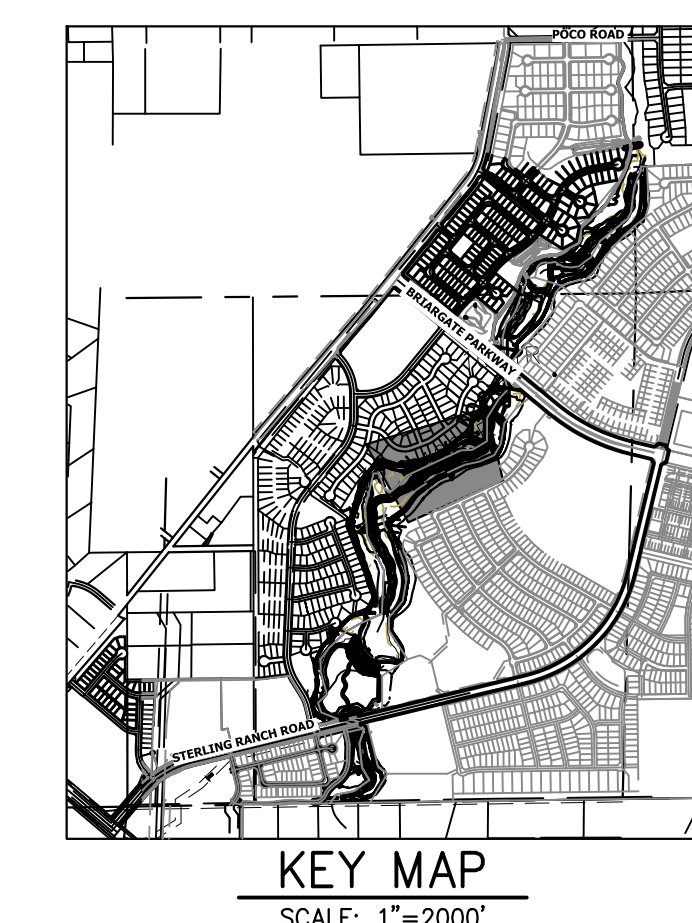 POCO ROAD
BRIARGATE PARKWAY
STERLING RANCH ROAD
KEY MAP
SCALE: 1"=2000'